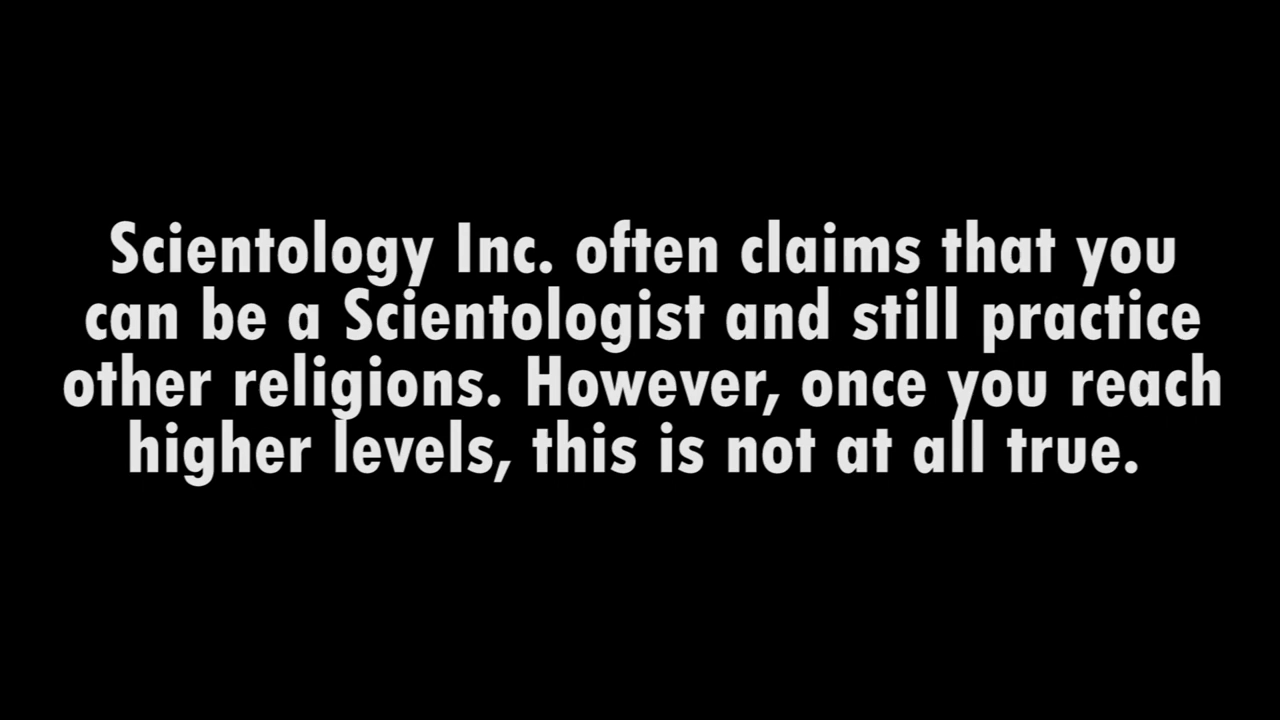 Scientology Inc. often claims that you
can be a Scientologist and still practice
other religions. However, once you reach
higher levels, this is not at all true.